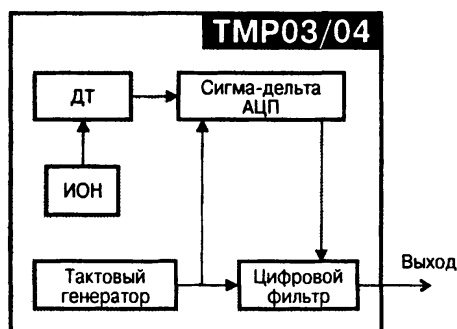 TMP03/04
ДТ
Сигма-дельта
АЦП
ИОН
Тактовый
генератор
Цифровой
фильтр
Выход